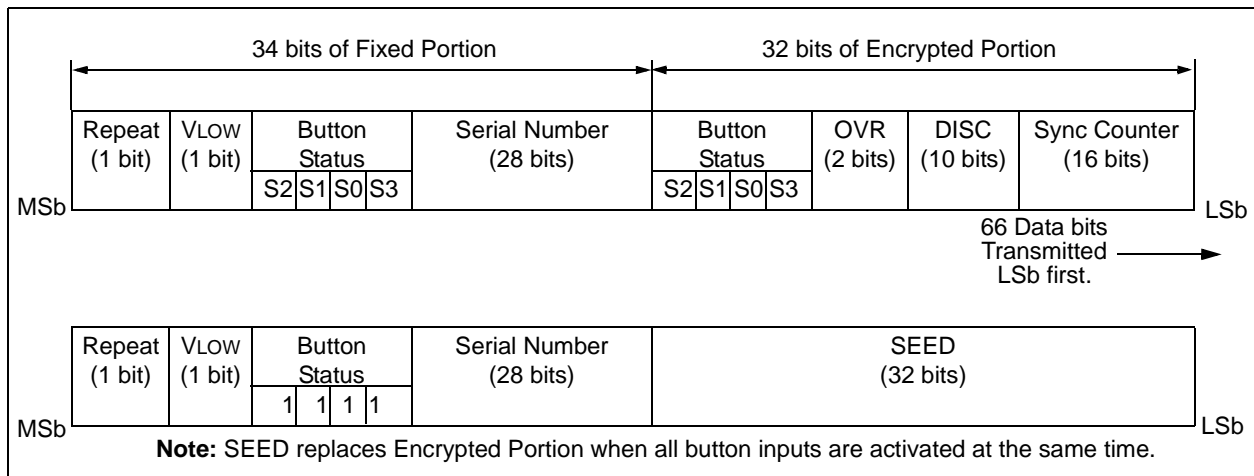 34 bits of Fixed Portion
32 bits of Encrypted Portion
Repeat
(1 bit)
VLOW
(1 bit)
Button
Status
S2 S1 S0 S3
Serial Number
(28 bits)
Button
Status
S2 S1 S0 S3
OVR
(2 bits)
DISC
(10 bits)
Sync Counter
(16 bits)
MSb
LSb
66 Data bits
Transmitted
LSb first.
Repeat
(1 bit)
VLOW
(1 bit)
Button
Status
1 1 1 1
Serial Number
(28 bits)
SEED
(32 bits)
MSb
LSb
Note: SEED replaces Encrypted Portion when all button inputs are activated at the same time.